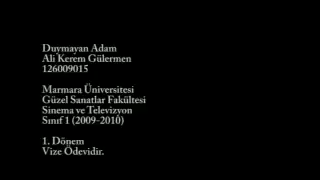 Duymayan Adam
Ali Kerem Gülermen
126009015
Marmara Üniversitesi
Güzel Sanatlar Fakültesi
Sinema ve Televizyon
Sınıf 1 (2009-2010)
1. Dönem
Vize Ödevidir.